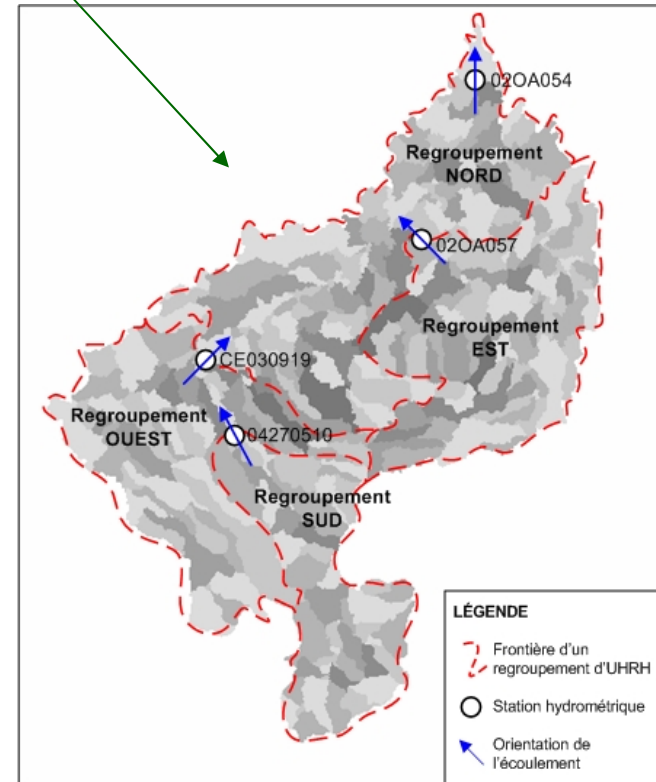 02OA054
Regroupement
NORD
02OA057
Regroupement
EST
CE030919
Regroupement
OUEST
04270510
Regroupement
SUD
LÉGENDE
Frontière d'un
regroupement d'UHRH
Station hydrométrique
Orientation de
l'écoulement